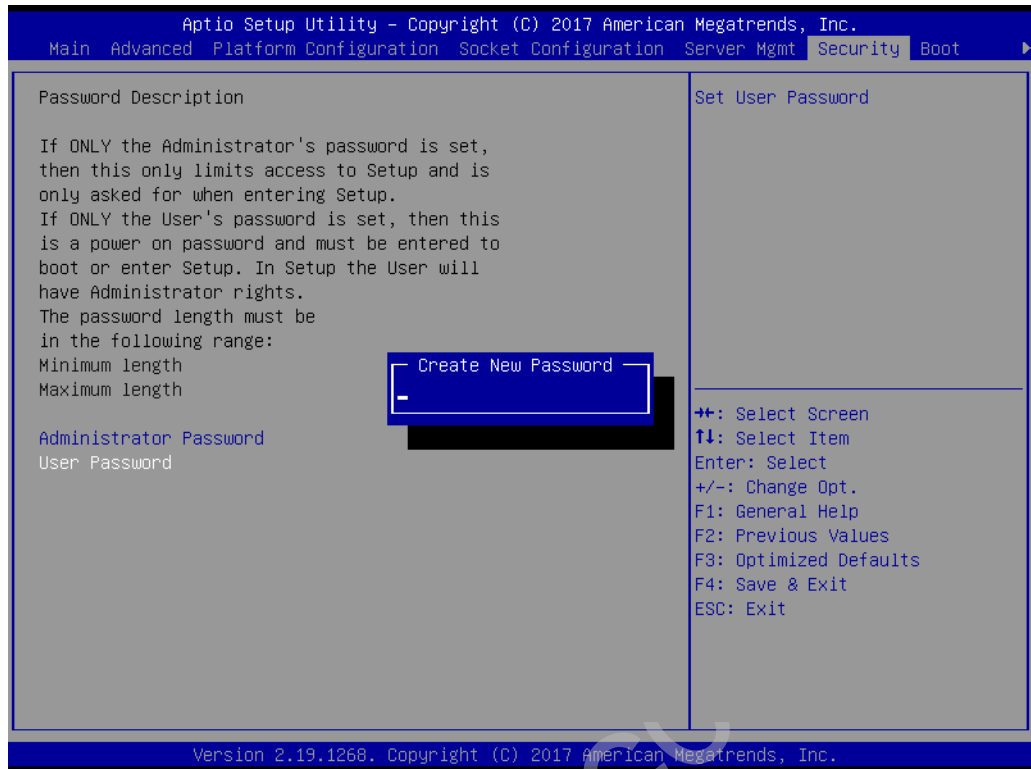 Aptio Setup Utility – Copyright (C) 2017 American Megatrends, Inc.
Main Advanced Platform Configuration Socket Configuration Server Mgmt Security Boot
Password Description
If ONLY the Administrator's password is set,
then this only limits access to Setup and is
only asked for when entering Setup.
If ONLY the User's password is set, then this
is a power on password and must be entered to
boot or enter Setup. In Setup the User will
have Administrator rights.
The password length must be
in the following range:
Minimum length
Maximum length
Administrator Password
User Password
Create New Password
Set User Password
→←: Select Screen
↑↓: Select Item
Enter: Select
+/-: Change Opt.
F1: General Help
F2: Previous Values
F3: Optimized Defaults
F4: Save & Exit
ESC: Exit
Version 2.19.1268. Copyright (C) 2017 American Megatrends, Inc.